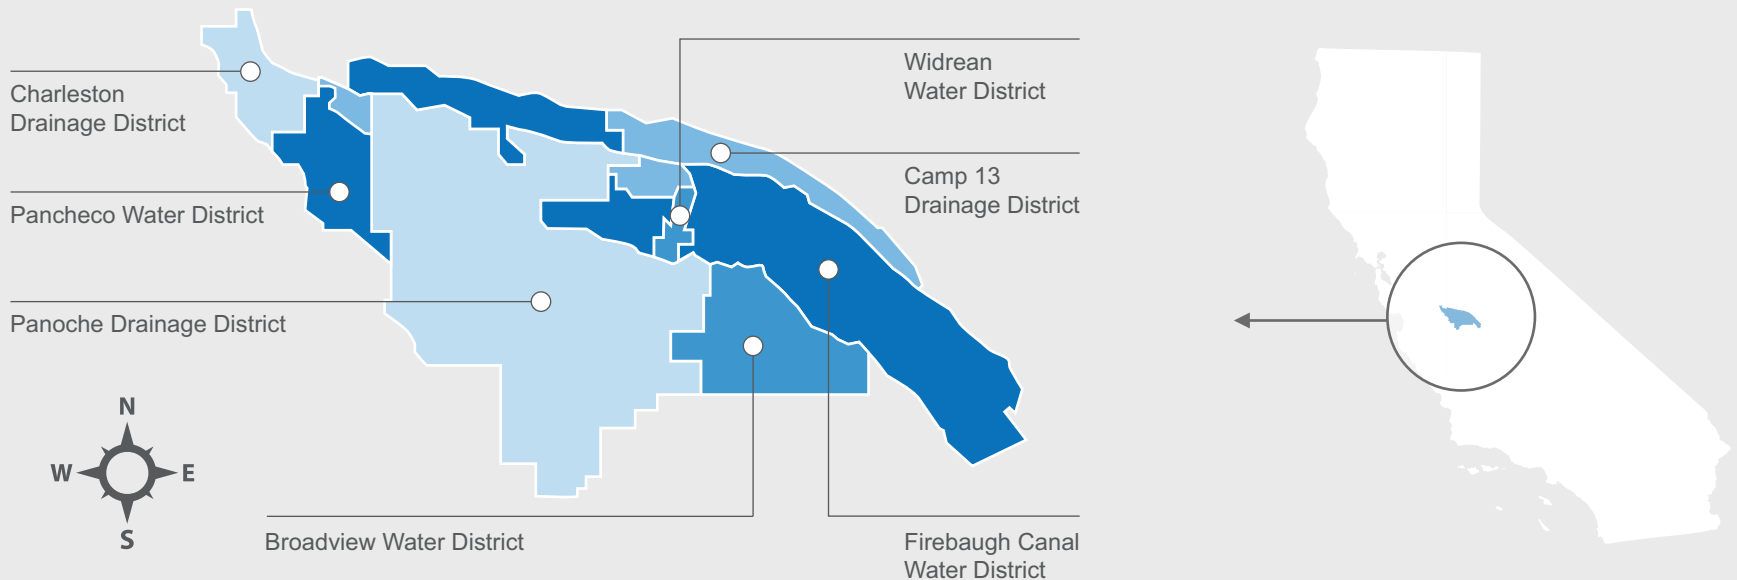 Charleston
Drainage District
Pancheco Water District
Panoche Drainage District
N
W
E
S
Broadview Water District
Widrean
Water District
Camp 13
Drainage District
Firebaugh Canal
Water District